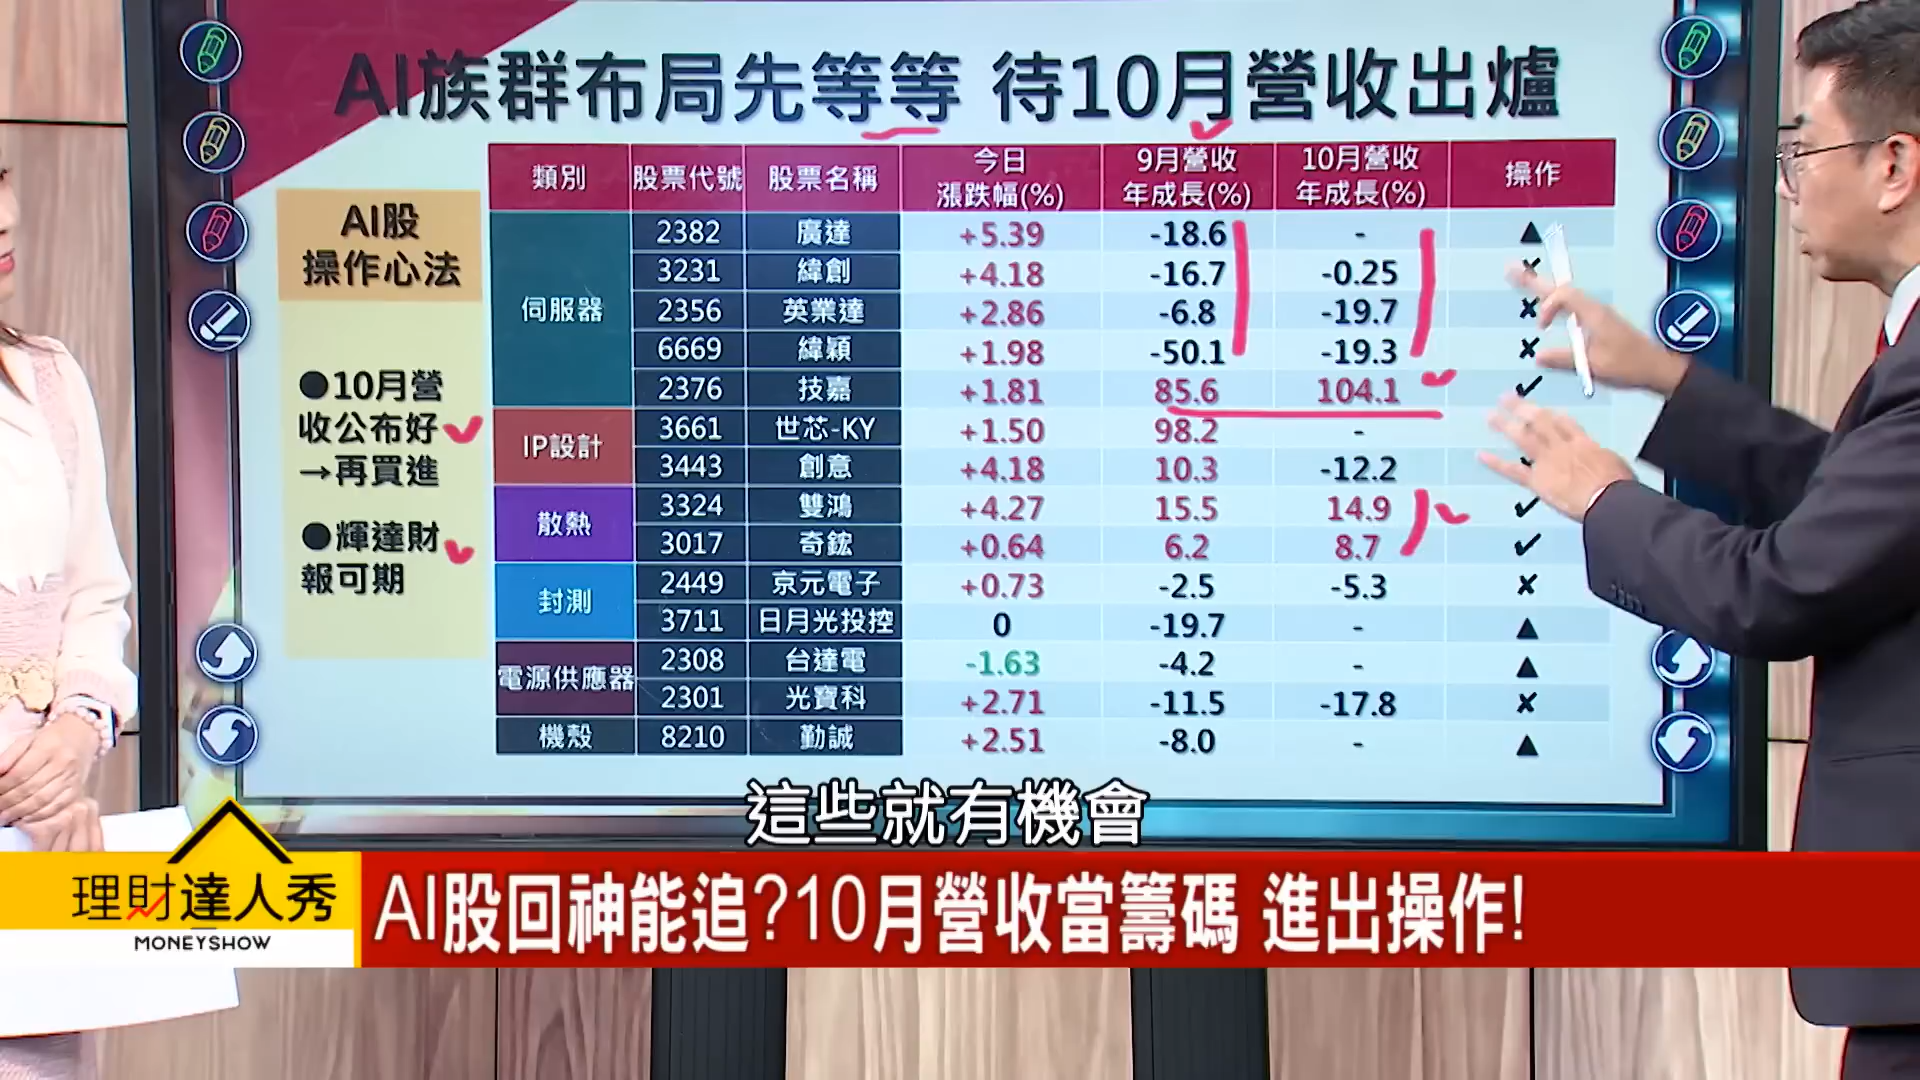 AI族群布局先等等 待10月營收出爐
AI股
操作心法
●10月營
收公布好
→再買進
●輝達財
報可期
類別 股票代號 股票名稱 今日漲跌幅(%) 9月營收年成長(%) 10月營收年成長(%) 操作
伺服器
2382 廣達 +5.39 -18.6 - ▲
3231 緯創 +4.18 -16.7 -0.25 ✘
2356 英業達 +2.86 -6.8 -19.7 ✘
6669 緯穎 +1.98 -50.1 -19.3 ✘
2376 技嘉 +1.81 85.6 104.1 ✔
IP設計
3661 世芯-KY +1.50 98.2 -
3443 創意 +4.18 10.3 -12.2
散熱
3324 雙鴻 +4.27 15.5 14.9 ✔
3017 奇鋐 +0.64 6.2 8.7 ✔
封測
2449 京元電子 +0.73 -2.5 -5.3 ✘
3711 日月光投控 0 -19.7 - ▲
電源供應器
2308 台達電 -1.63 -4.2 - ▲
2301 光寶科 +2.71 -11.5 -17.8 ✘
機殼 8210 勤誠 +2.51 -8.0 - ▲
這些就有機會
理財達人秀
MONEYSHOW
AI股回神能追?10月營收當籌碼 進出操作!